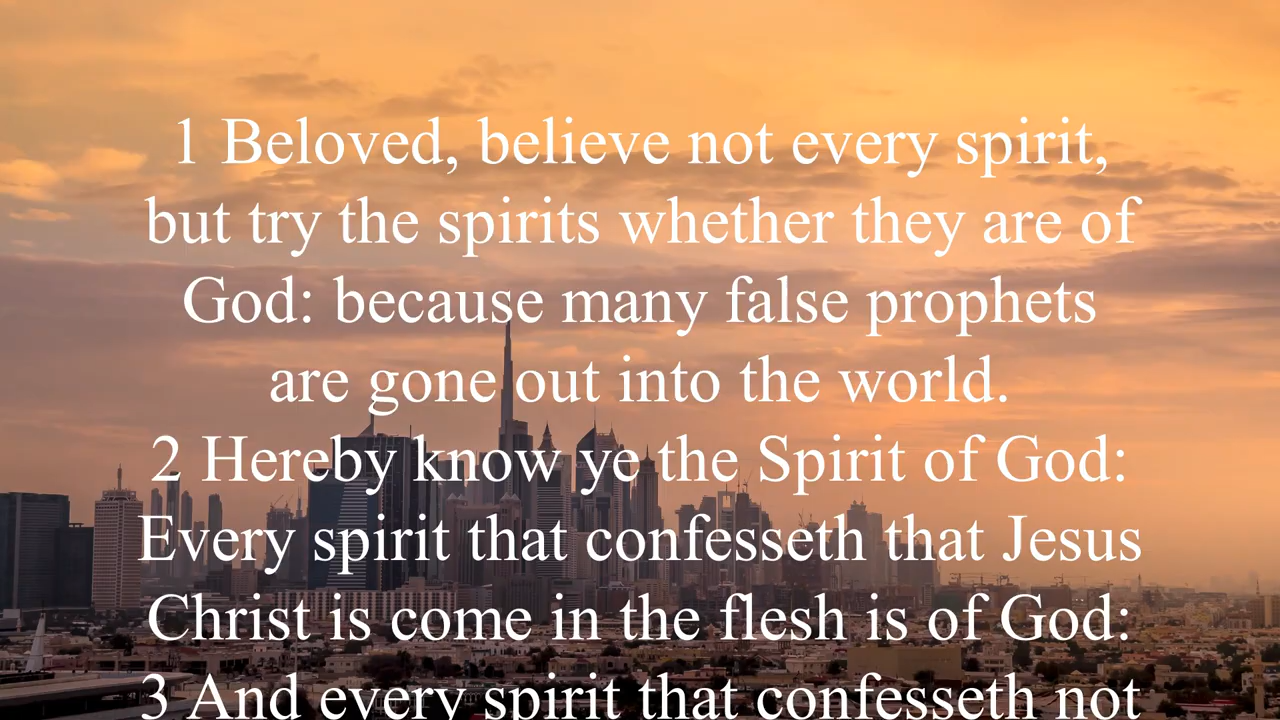 1 Beloved, believe not every spirit,
but try the spirits whether they are of
God: because many false prophets
are gone out into the world.
2 Hereby know ye the Spirit of God:
Every spirit that confesseth that Jesus
Christ is come in the flesh is of God:
3 And every spirit that confesseth not